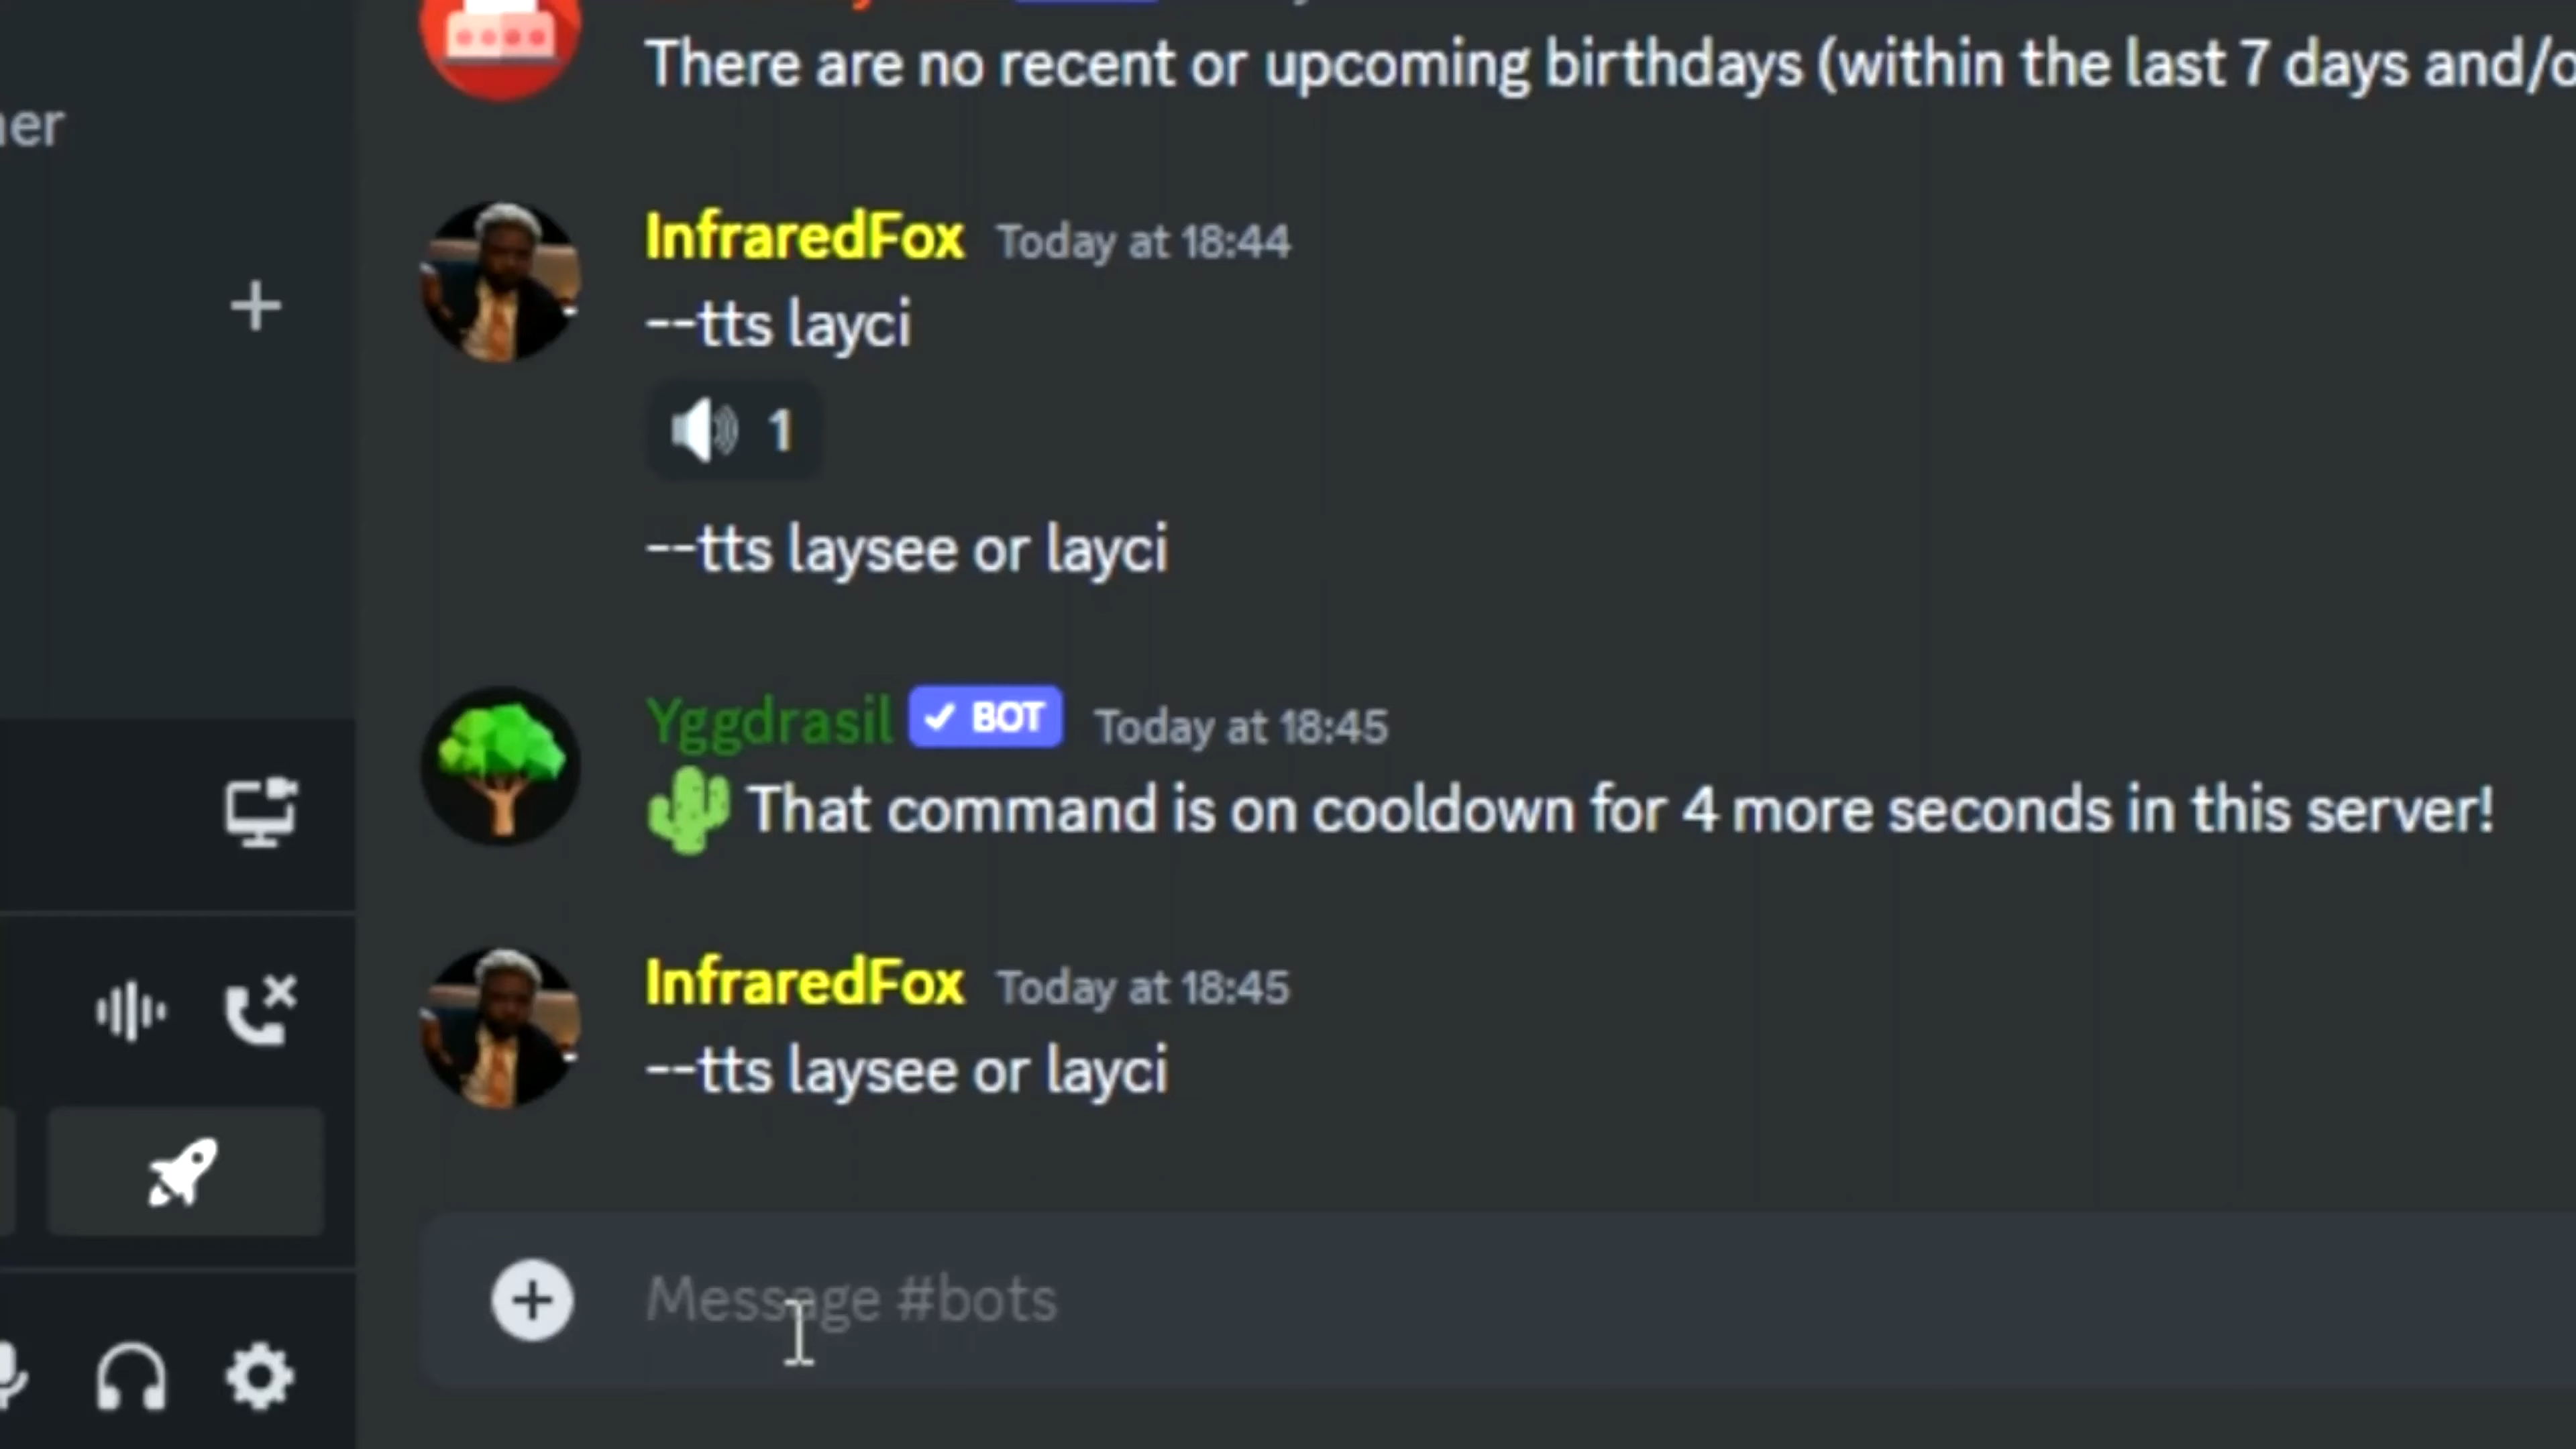 There are no recent or upcoming birthdays (within the last 7 days and/o
InfraredFox Today at 18:44
--tts layci
1
--tts laysee or layci
Yggdrasil BOT Today at 18:45
That command is on cooldown for 4 more seconds in this server!
InfraredFox Today at 18:45
--tts laysee or layci
Message #bots